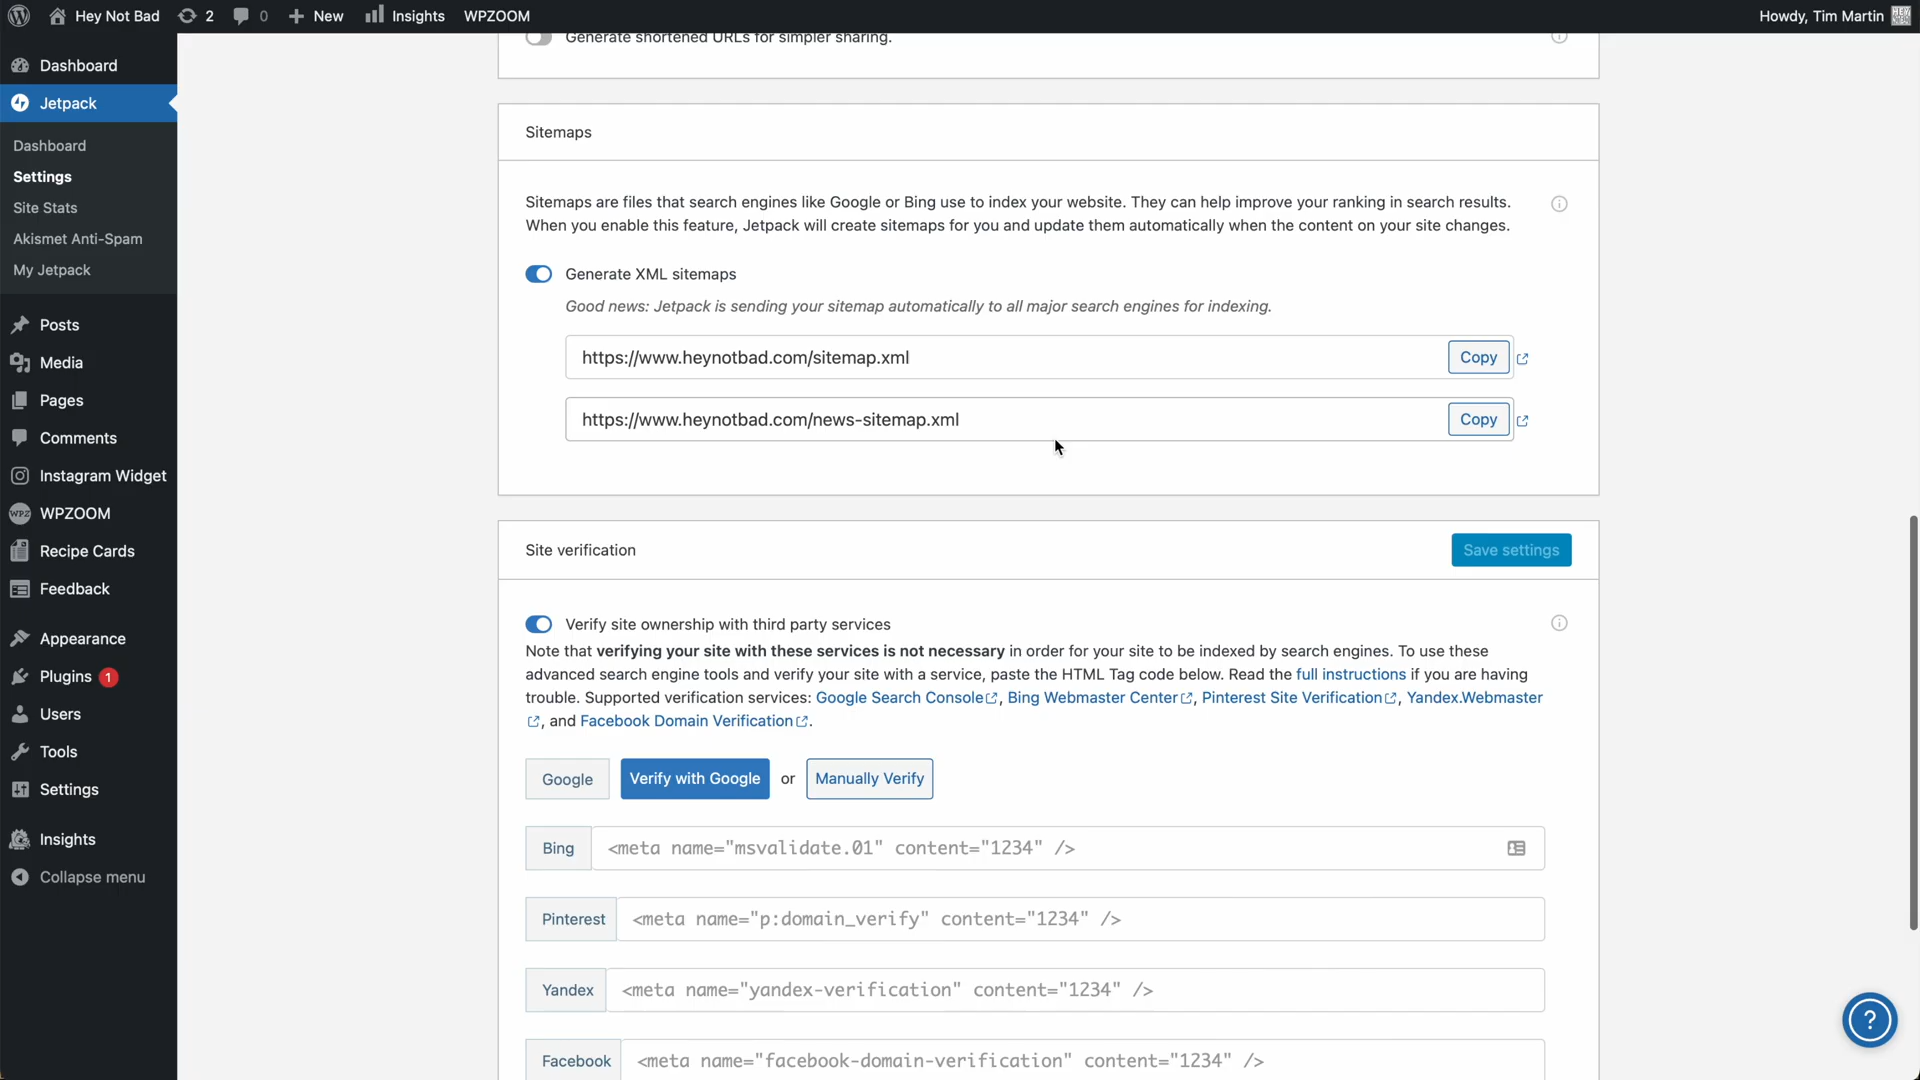 Hey Not Bad 2 0 New Insights WPZOOM Howdy, Tim Martin
Dashboard
Jetpack
Dashboard
Settings
Site Stats
Akismet Anti-Spam
My Jetpack
Posts
Media
Pages
Comments
Instagram Widget
WPZ WPZOOM
Recipe Cards
Feedback
Appearance
Plugins 1
Users
Tools
Settings
Insights
Collapse menu
Generate shortened URLs for simpler sharing.
Sitemaps
Sitemaps are files that search engines like Google or Bing use to index your website. They can help improve your ranking in search results.
When you enable this feature, Jetpack will create sitemaps for you and update them automatically when the content on your site changes.
Generate XML sitemaps
Good news: Jetpack is sending your sitemap automatically to all major search engines for indexing.
https://www.heynotbad.com/sitemap.xml Copy
https://www.heynotbad.com/news-sitemap.xml Copy
Site verification Save settings
Verify site ownership with third party services
Note that verifying your site with these services is not necessary in order for your site to be indexed by search engines. To use these
advanced search engine tools and verify your site with a service, paste the HTML Tag code below. Read the full instructions if you are having
trouble. Supported verification services: Google Search Console, Bing Webmaster Center, Pinterest Site Verification, Yandex.Webmaster
, and Facebook Domain Verification.
Google Verify with Google or Manually Verify
Bing <meta name="msvalidate.01" content="1234" />
Pinterest <meta name="p:domain_verify" content="1234" />
Yandex <meta name="yandex-verification" content="1234" />
Facebook <meta name="facebook-domain-verification" content="1234" />
?